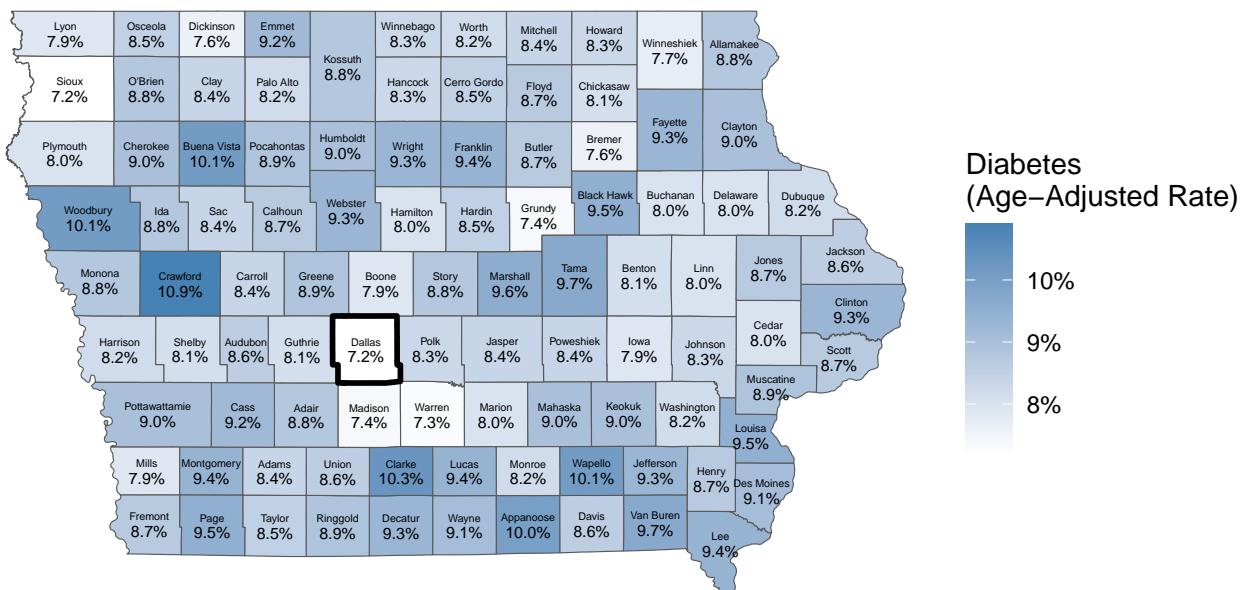 Lyon
7.9%
Osceola
8.5%
Dickinson
7.6%
Emmet
9.2%
Kossuth
8.8%
Winnebago
8.3%
Worth
8.2%
Mitchell
8.4%
Howard
8.3%
Winneshiek
7.7%
Allamakee
8.8%
Sioux
7.2%
O'Brien
8.8%
Clay
8.4%
Palo Alto
8.2%
Hancock
8.3%
Cerro Gordo
8.5%
Floyd
8.7%
Chickasaw
8.1%
Plymouth
8.0%
Cherokee
9.0%
Buena Vista
10.1%
Pocahontas
8.9%
Humboldt
9.0%
Wright
9.3%
Franklin
9.4%
Butler
8.7%
Bremer
7.6%
Fayette
9.3%
Clayton
9.0%
Woodbury
10.1%
Ida
8.8%
Sac
8.4%
Calhoun
8.7%
Webster
9.3%
Hamilton
8.0%
Hardin
8.5%
Grundy
7.4%
Black Hawk
9.5%
Buchanan
8.0%
Delaware
8.0%
Dubuque
8.2%
Monona
8.8%
Crawford
10.9%
Carroll
8.4%
Greene
8.9%
Boone
7.9%
Story
8.8%
Marshall
9.6%
Tama
9.7%
Benton
8.1%
Linn
8.0%
Jones
8.7%
Jackson
8.6%
Clinton
9.3%
Harrison
8.2%
Shelby
8.1%
Audubon
8.6%
Guthrie
8.1%
Dallas
7.2%
Polk
8.3%
Jasper
8.4%
Poweshiek
8.4%
Iowa
7.9%
Johnson
8.3%
Cedar
8.0%
Scott
8.7%
Muscatine
8.9%
Pottawattamie
9.0%
Cass
9.2%
Adair
8.8%
Madison
7.4%
Warren
7.3%
Marion
8.0%
Mahaska
9.0%
Keokuk
9.0%
Washington
8.2%
Louisa
9.5%
Mills
7.9%
Montgomery
9.4%
Adams
8.4%
Union
8.6%
Clarke
10.3%
Lucas
9.4%
Monroe
8.2%
Wapello
10.1%
Jefferson
9.3%
Henry
8.7%
Des Moines
9.1%
Fremont
8.7%
Page
9.5%
Taylor
8.5%
Ringgold
8.9%
Decatur
9.3%
Wayne
9.1%
Appanoose
10.0%
Davis
8.6%
Van Buren
9.7%
Lee
9.4%
Diabetes
(Age−Adjusted Rate)
10%
9%
8%